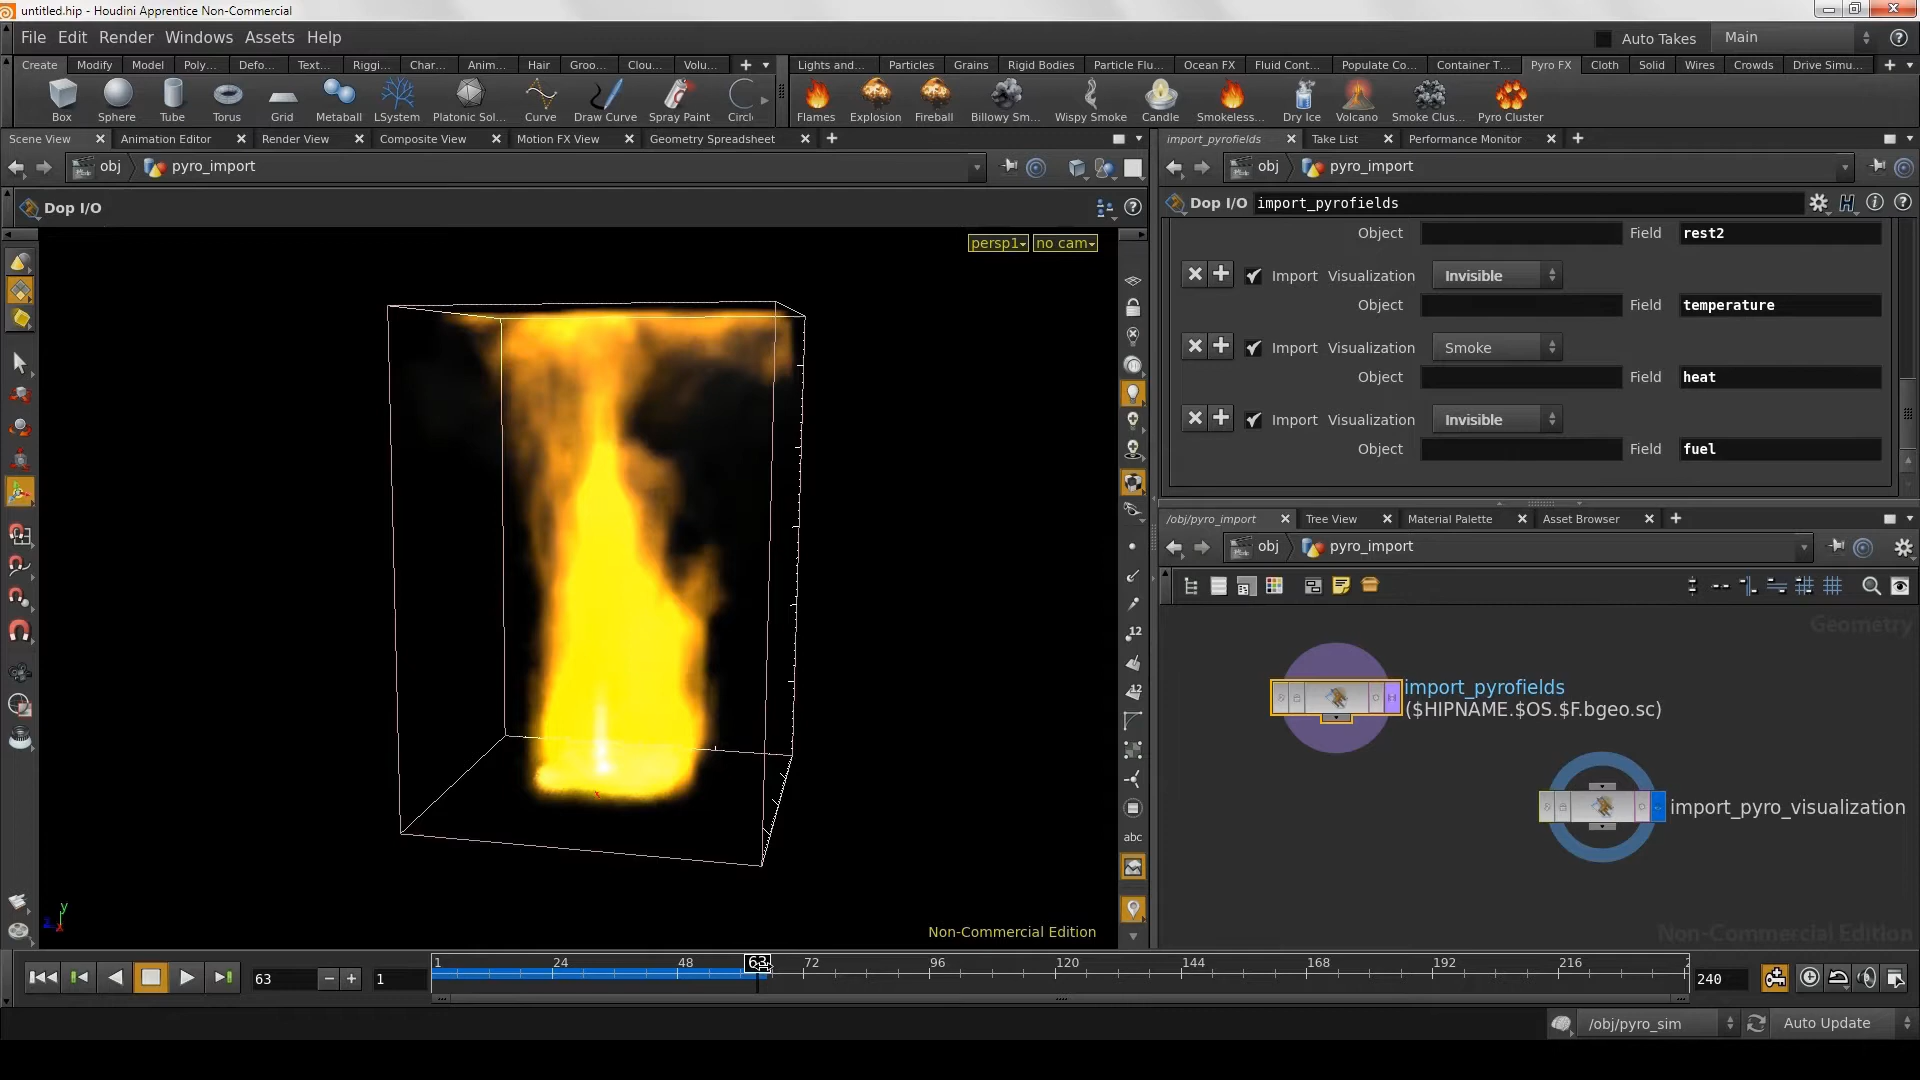 untitled.hip - Houdini Apprentice Non-Commercial
File Edit Render Windows Assets Help
Auto Takes Main
Create Modify Model Poly... Defo... Text... Riggi... Char... Anim... Hair Groo... Clou... Volu...
Lights and... Particles Grains Rigid Bodies Particle Flu... Ocean FX Fluid Cont... Populate Co... Container T... Pyro FX Cloth Solid Wires Crowds Drive Simu...
Box Sphere Tube Torus Grid Metaball LSystem Platonic Sol... Curve Draw Curve Spray Paint Circl
Flames Explosion Fireball Billowy Sm... Wispy Smoke Candle Smokeless... Dry Ice Volcano Smoke Clus... Pyro Cluster
Scene View Animation Editor Render View Composite View Motion FX View Geometry Spreadsheet
import_pyrofields Take List Performance Monitor
obj pyro_import
obj pyro_import
Dop I/O
Dop I/O import_pyrofields
persp1 no cam
Object Field rest2
Import Visualization Invisible
Object Field temperature
Import Visualization Smoke
Object Field heat
Import Visualization Invisible
Object Field fuel
/obj/pyro_import Tree View Material Palette Asset Browser
obj pyro_import
Geometry
import_pyrofields
($HIPNAME.$OS.$F.bgeo.sc)
import_pyro_visualization
12
12
abc
y
z x
Non-Commercial Edition
Non-Commercial Edition
63 1 1 24 48 63 72 96 120 144 168 192 216 2 240
/obj/pyro_sim Auto Update